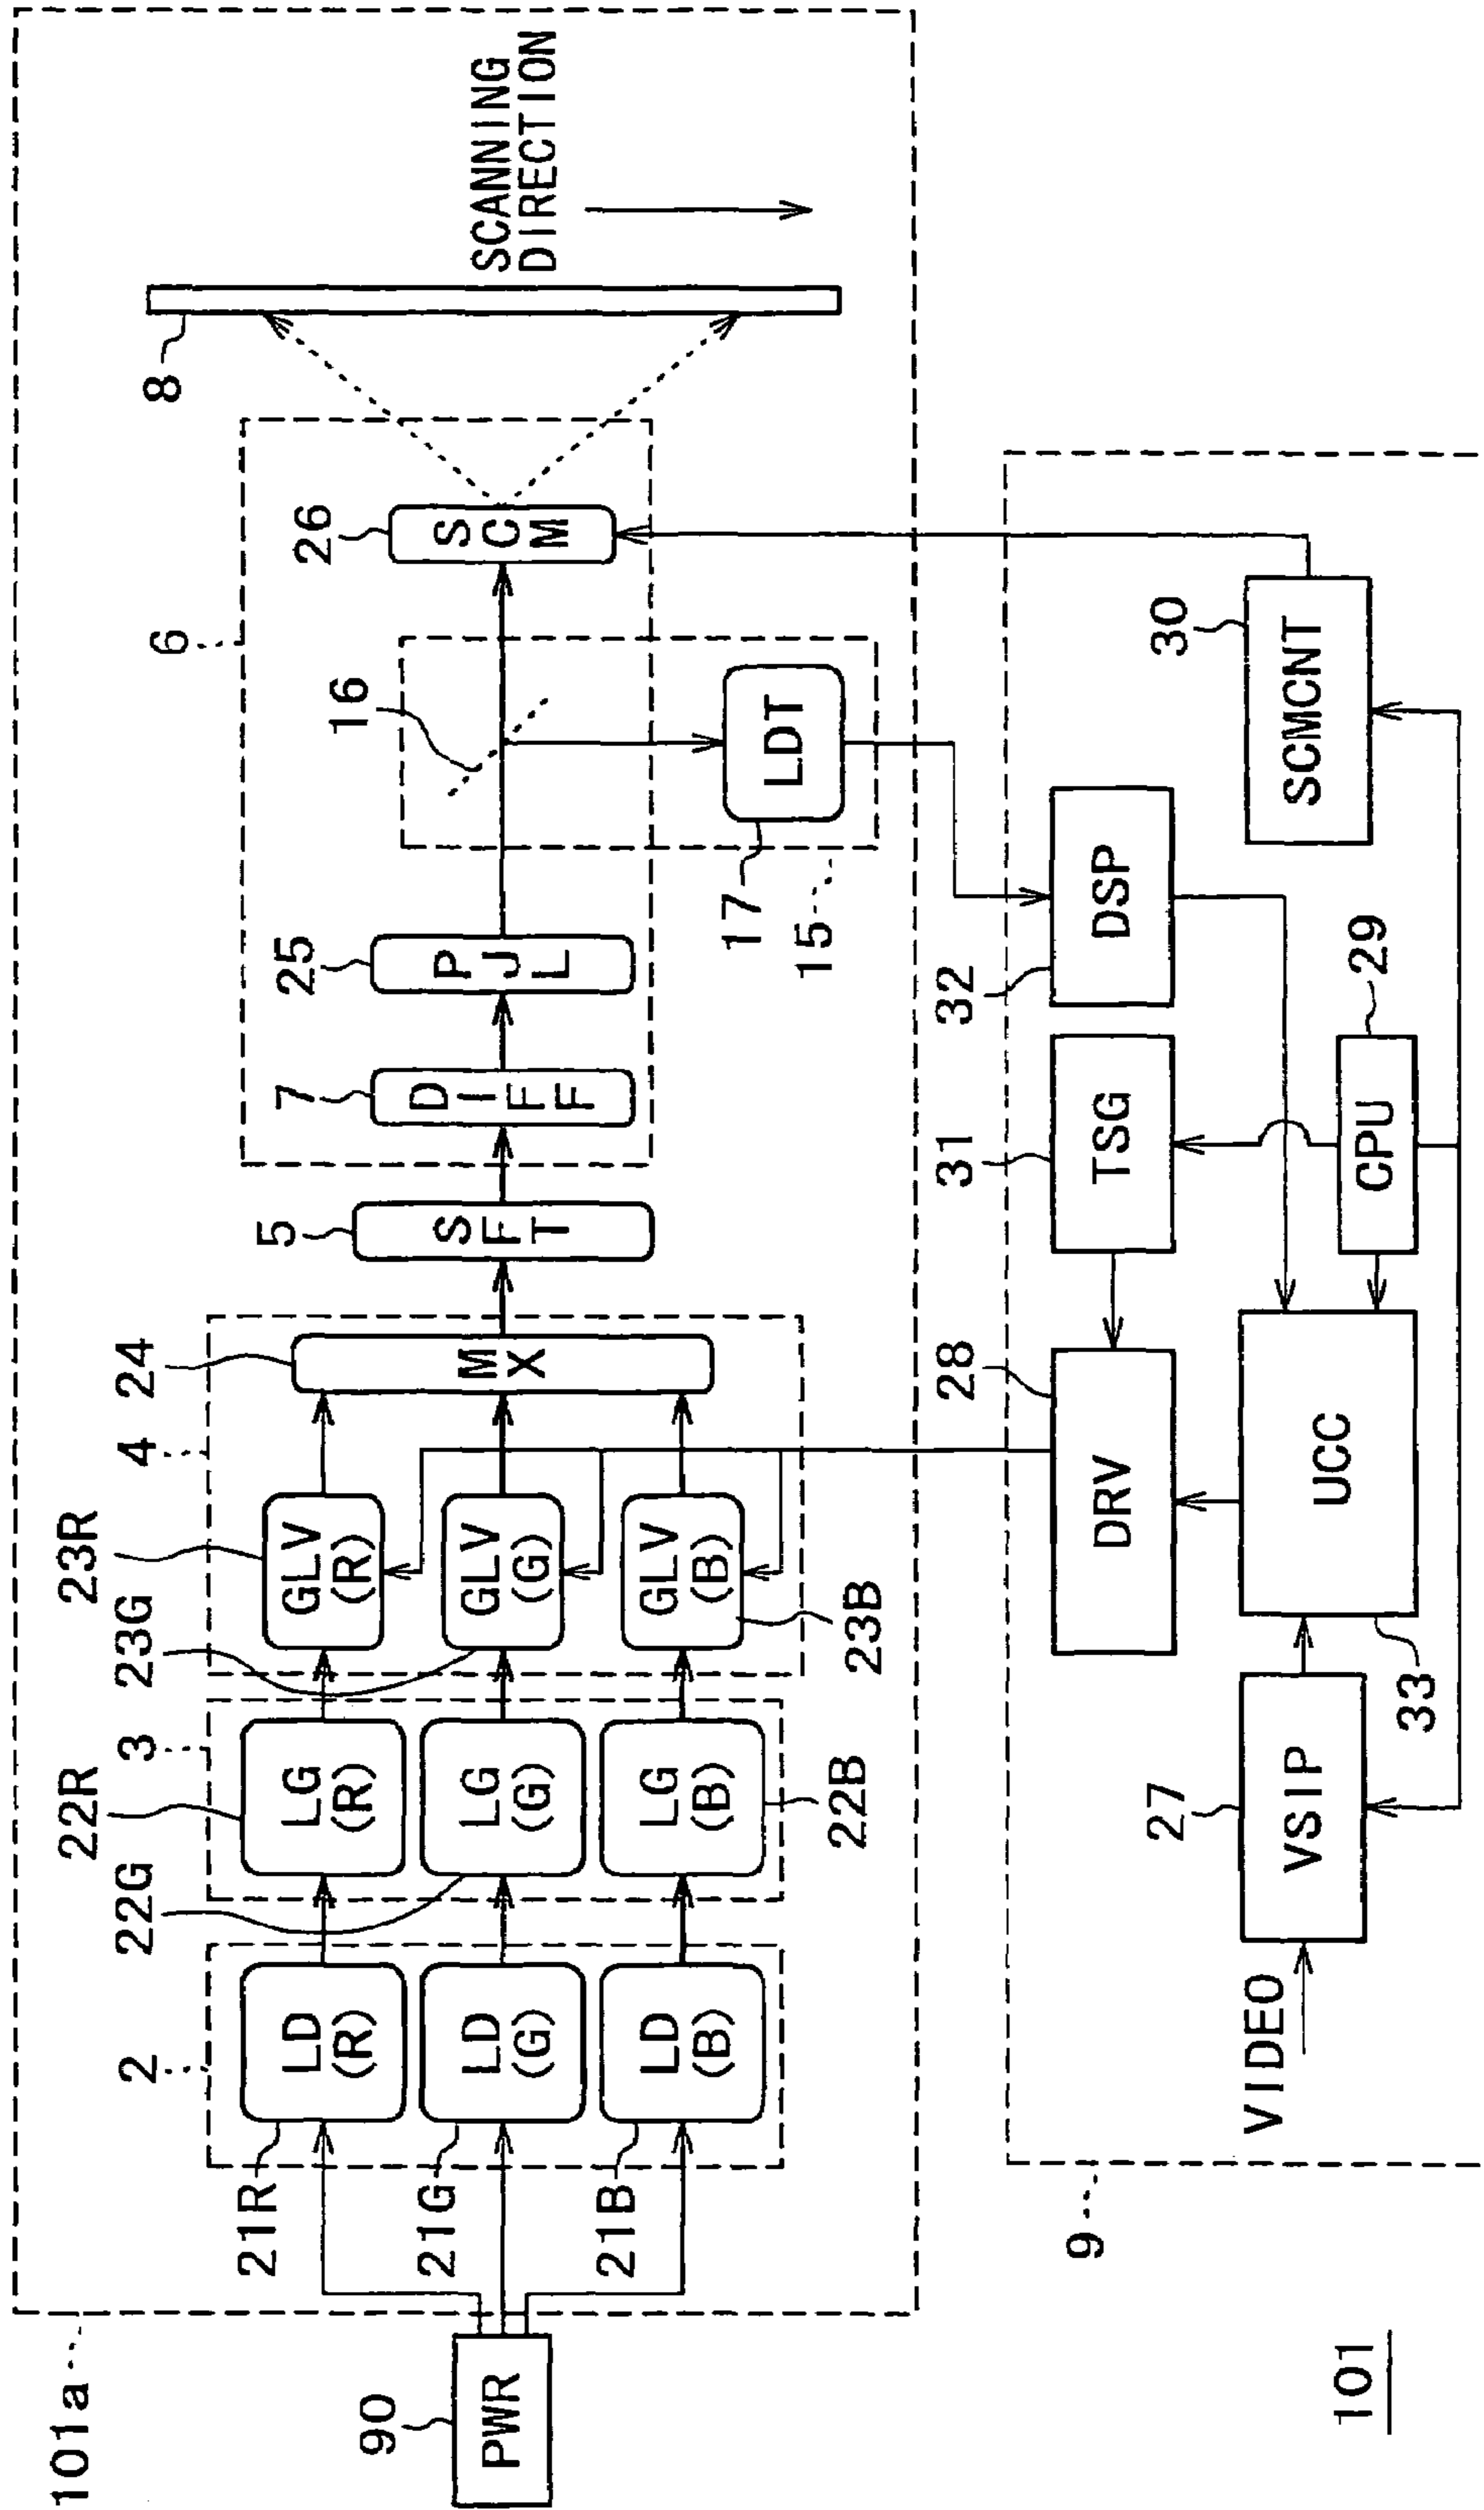 101a
90
PWR
2
21R
21G
21B
LD
(R)
LD
(G)
LD
(B)
3
22R
22G
22B
LG
(R)
LG
(G)
LG
(B)
4
23R
23G
23B
GLV
(R)
GLV
(G)
GLV
(B)
24
MX
5
SFT
6
7
DIFF
25
PJL
16
15
17
LDT
26
SCM
8
SCANNING
DIRECTION
9
VIDEO
27
VSIP
33
UCC
28
DRV
31
TSG
29
CPU
32
DSP
30
SCMCNT
101